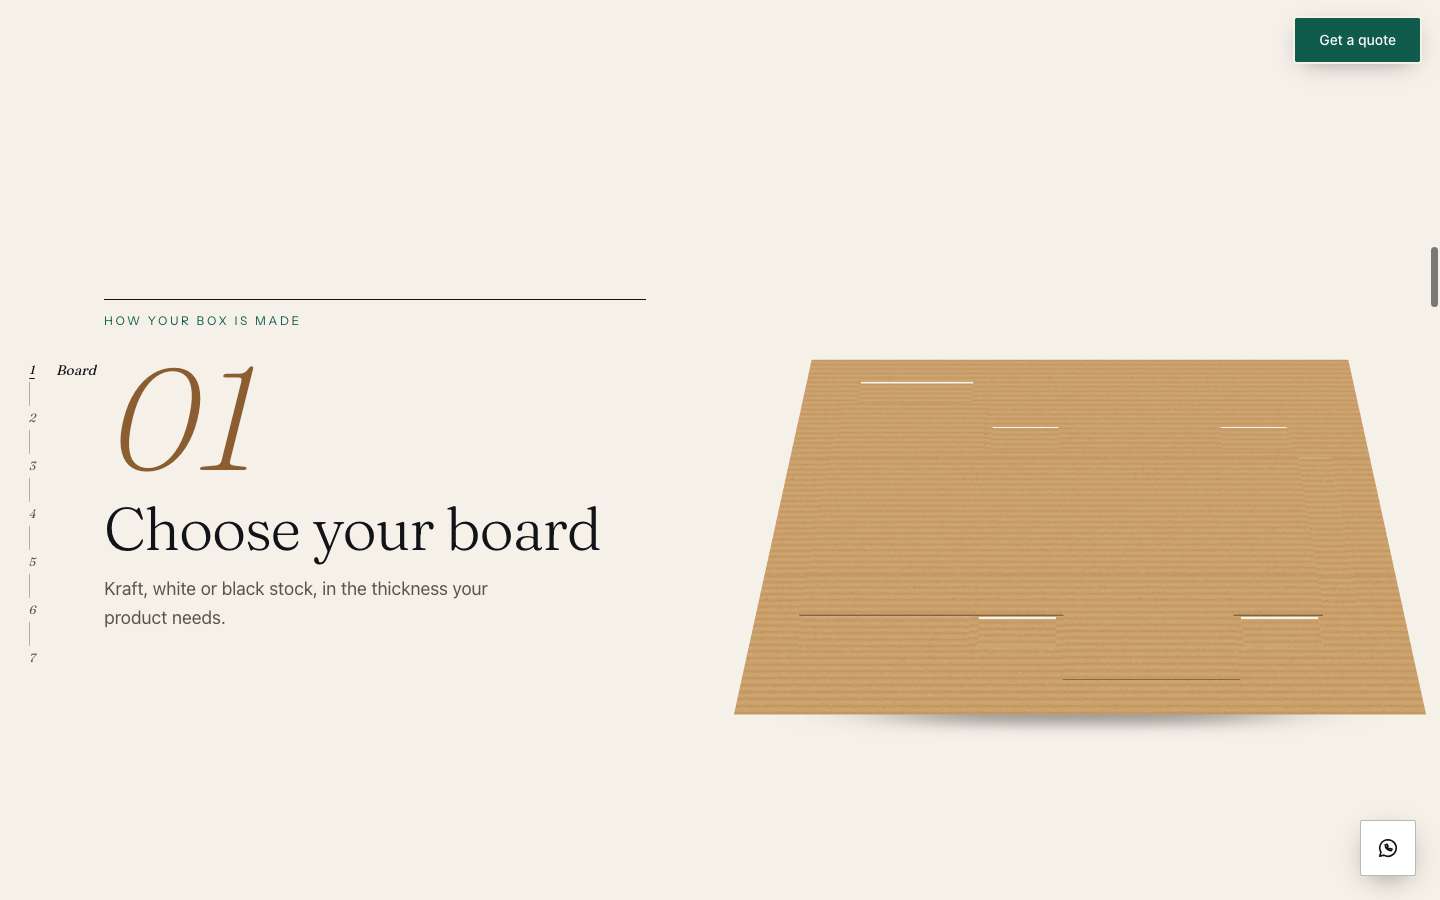 Get a quote
HOW YOUR BOX IS MADE
1 Board
2
3
4
5
6
7
01
Choose your board
Kraft, white or black stock, in the thickness your
product needs.